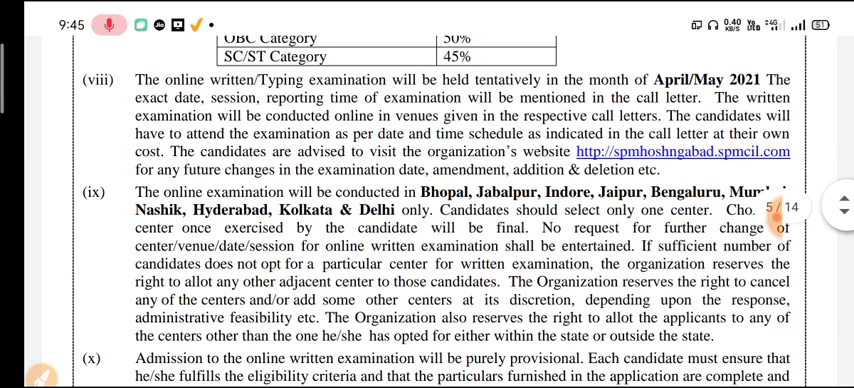 9:45 Jio 0.40 KB/S Vo LTED 4G 51
OBC Category 50%
SC/ST Category 45%
(viii) The online written/Typing examination will be held tentatively in the month of April/May 2021 The
exact date, session, reporting time of examination will be mentioned in the call letter. The written
examination will be conducted online in venues given in the respective call letters. The candidates will
have to attend the examination as per date and time schedule as indicated in the call letter at their own
cost. The candidates are advised to visit the organization's website http://spmhoshngabad.spmcil.com
for any future changes in the examination date, amendment, addition & deletion etc.
(ix) The online examination will be conducted in Bhopal, Jabalpur, Indore, Jaipur, Bengaluru,
Nashik, Hyderabad, Kolkata & Delhi only. Candidates should select only one center. 5/14
center once exercised by the candidate will be final. No request for further change of
center/venue/date/session for online written examination shall be entertained. If sufficient number of
candidates does not opt for a particular center for written examination, the organization reserves the
right to allot any other adjacent center to those candidates. The Organization reserves the right to cancel
any of the centers and/or add some other centers at its discretion, depending upon the response,
administrative feasibility etc. The Organization also reserves the right to allot the applicants to any of
the centers other than the one he/she has opted for either within the state or outside the state.
(x) Admission to the online written examination will be purely provisional. Each candidate must ensure that
he/she fulfills the eligibility criteria and that the particulars furnished in the application are complete and